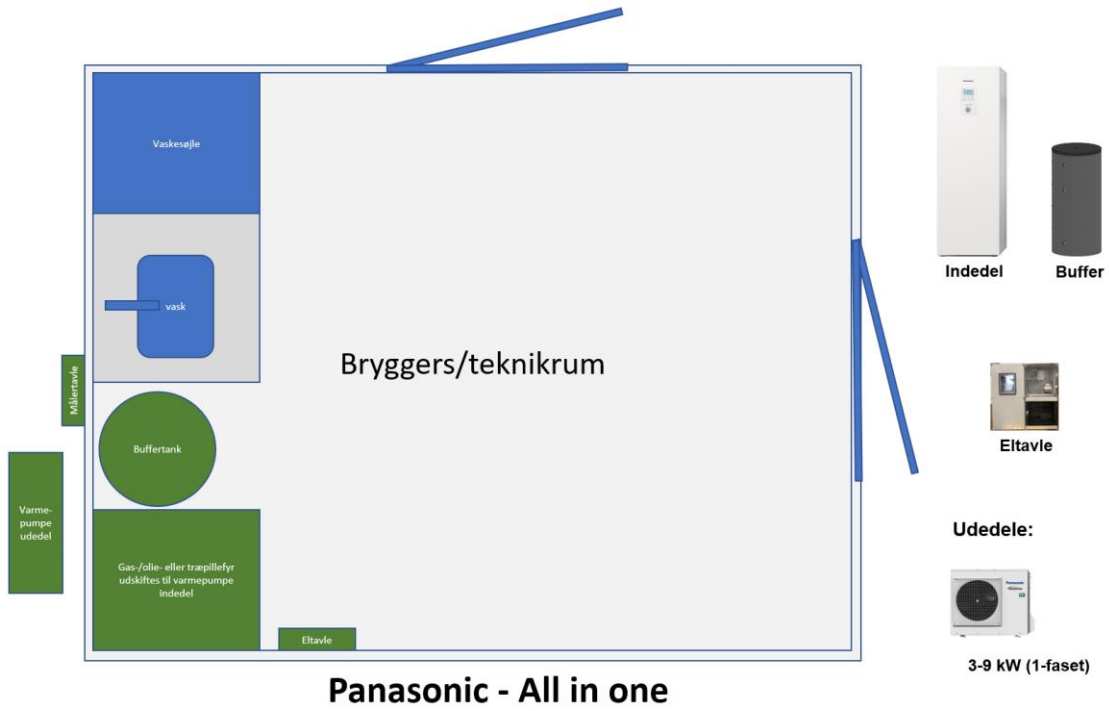 Vaskesøjle
vask
Målertavle
Bryggers/teknikrum
Buffertank
Varme-
pumpe
udedel
Gas-/olie- eller træpillefyr
udskiftes til varmepumpe
indedel
Eltavle
Panasonic - All in one
Indedel
Buffer
Eltavle
Udedele:
Panasonic
3-9 kW (1-faset)